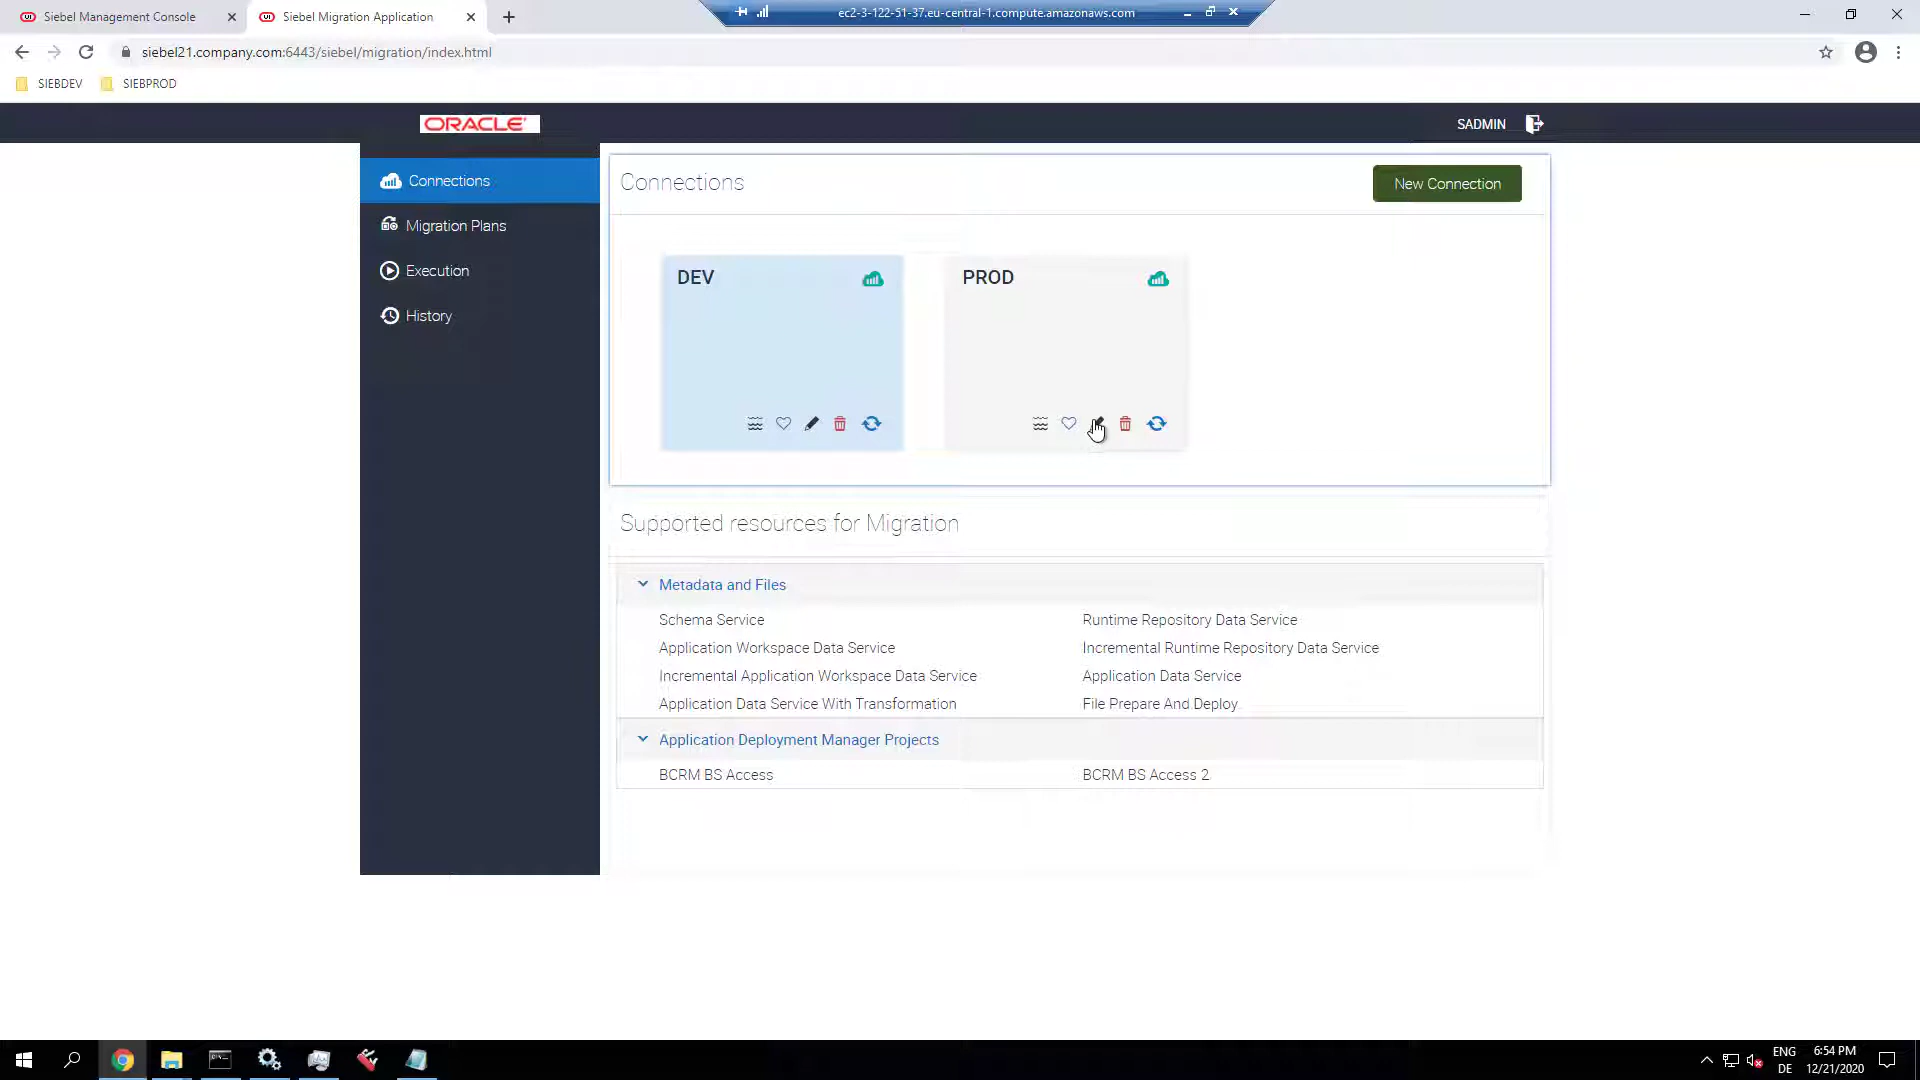 Siebel Management Console
Siebel Migration Application
ec2-3-122-51-37.eu-central-1.compute.amazonaws.com
siebel21.company.com:6443/siebel/migration/index.html
SIEBDEV
SIEBPROD
ORACLE
SADMIN
Connections
Migration Plans
Execution
History
Connections
New Connection
DEV
PROD
Supported resources for Migration
Metadata and Files
Schema Service
Runtime Repository Data Service
Application Workspace Data Service
Incremental Runtime Repository Data Service
Incremental Application Workspace Data Service
Application Data Service
Application Data Service With Transformation
File Prepare And Deploy
Application Deployment Manager Projects
BCRM BS Access
BCRM BS Access 2
ENG
DE
6:54 PM
12/21/2020